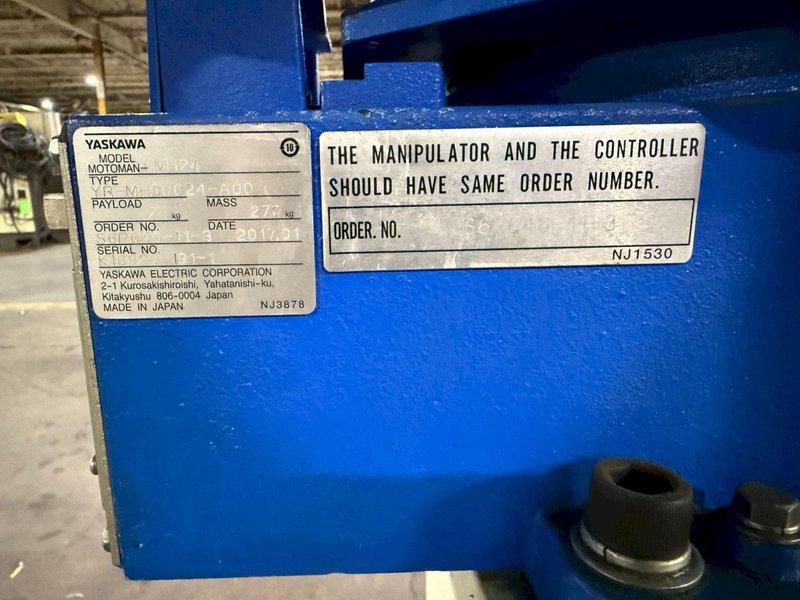 YASKAWA
10
MODEL
MOTOMAN- MH24
TYPE
YR-MH00024-A00
PAYLOAD MASS
kg kg
ORDER NO. DATE
2017.01
SERIAL NO.
YASKAWA ELECTRIC CORPORATION
2-1 Kurosakishiroishi, Yahatanishi-ku,
Kitakyushu 806-0004 Japan
MADE IN JAPAN NJ3878
THE MANIPULATOR AND THE CONTROLLER
SHOULD HAVE SAME ORDER NUMBER.
ORDER. NO.
NJ1530